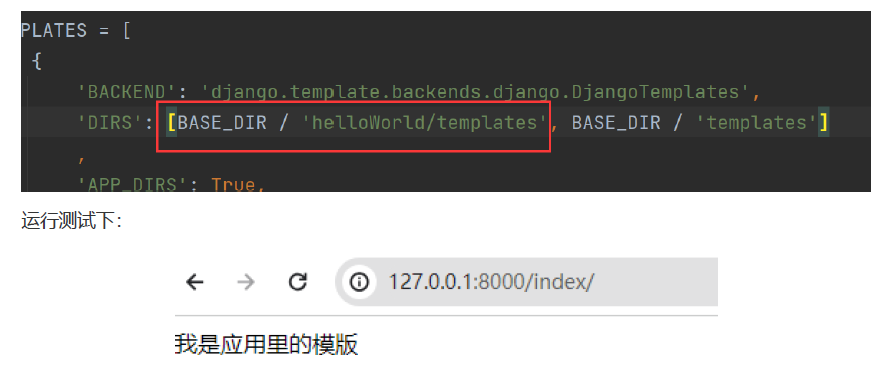 PLATES = [
{
'BACKEND': 'django.template.backends.django.DjangoTemplates',
'DIRS': [BASE_DIR / 'helloWorld/templates', BASE_DIR / 'templates']
,
'APP_DIRS': True,
运行测试下：
127.0.0.1:8000/index/
我是应用里的模版